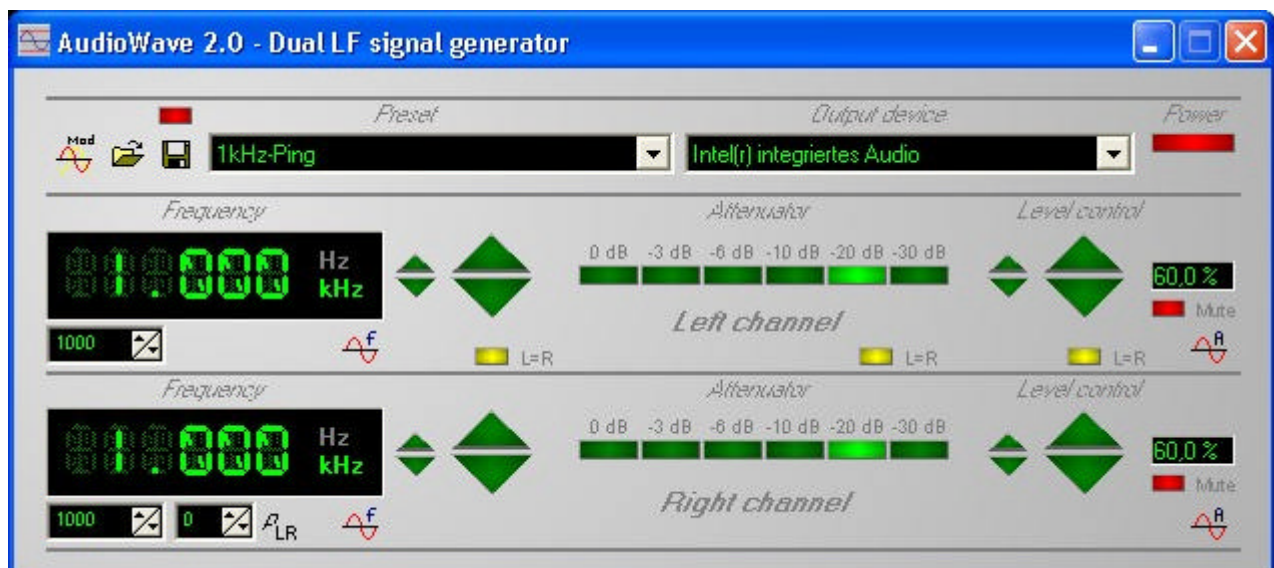 AudioWave 2.0 - Dual LF signal generator
Preset Output device Power
Mod 1kHz-Ping Intel(r) integriertes Audio
Frequency Attenuator Level control
0 dB -3 dB -6 dB -10 dB -20 dB -30 dB
1.000 Hz kHz
60,0 %
Left channel
Mute
1000 f L=R L=R L=R A
Frequency Attenuator Level control
0 dB -3 dB -6 dB -10 dB -20 dB -30 dB
1.000 Hz kHz
60,0 %
Right channel
Mute
1000 0 LR f A